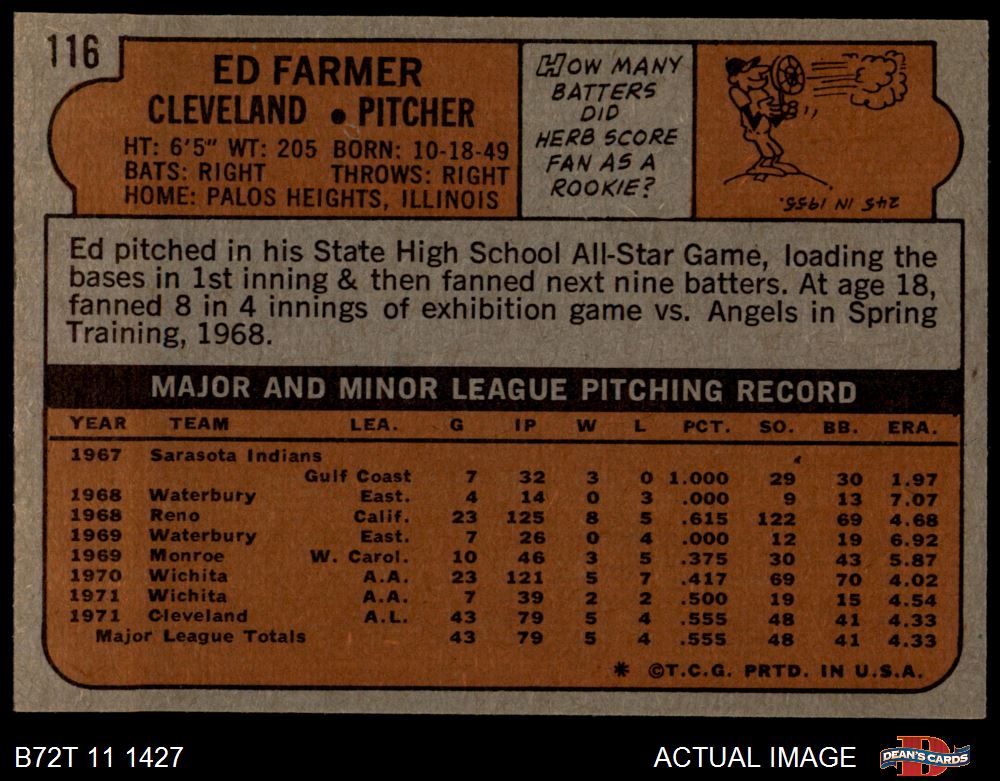 116
ED FARMER
CLEVELAND • PITCHER
HT: 6'5" WT: 205 BORN: 10-18-49
BATS: RIGHT THROWS: RIGHT
HOME: PALOS HEIGHTS, ILLINOIS
HOW MANY
BATTERS
DID
HERB SCORE
FAN AS A
ROOKIE?
245 IN 1955.
Ed pitched in his State High School All-Star Game, loading the
bases in 1st inning & then fanned next nine batters. At age 18,
fanned 8 in 4 innings of exhibition game vs. Angels in Spring
Training, 1968.
MAJOR AND MINOR LEAGUE PITCHING RECORD
YEAR TEAM LEA. G IP W L PCT. SO. BB. ERA.
1967 Sarasota Indians
Gulf Coast 7 32 3 0 1.000 29 30 1.97
1968 Waterbury East. 4 14 0 3 .000 9 13 7.07
1968 Reno Calif. 23 125 8 5 .615 122 69 4.68
1969 Waterbury East. 7 26 0 4 .000 12 19 6.92
1969 Monroe W. Carol. 10 46 3 5 .375 30 43 5.87
1970 Wichita A.A. 23 121 5 7 .417 69 70 4.02
1971 Wichita A.A. 7 39 2 2 .500 19 15 4.54
1971 Cleveland A.L. 43 79 5 4 .555 48 41 4.33
Major League Totals 43 79 5 4 .555 48 41 4.33
* ©T.C.G. PRTD. IN U.S.A.
B72T 11 1427
ACTUAL IMAGE
DEAN'S CARDS